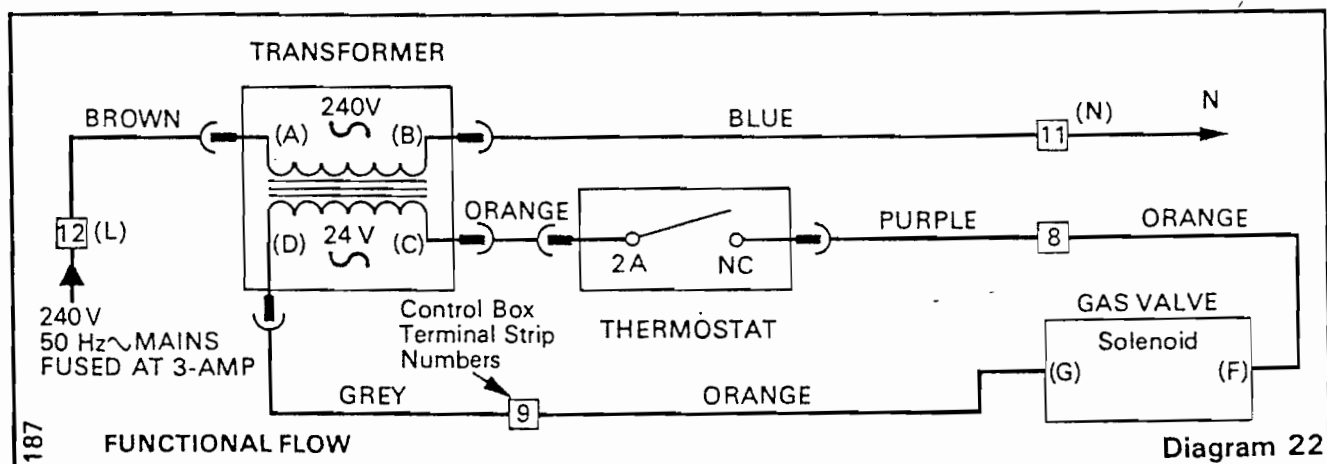 TRANSFORMER
240V
BROWN
(A)
(B)
BLUE
11
(N)
N
12
(L)
(D)
24 V
(C)
ORANGE
2A
NC
PURPLE
8
ORANGE
240V
50 Hz~MAINS
FUSED AT 3-AMP
Control Box
Terminal Strip
Numbers
THERMOSTAT
GAS VALVE
Solenoid
(G)
(F)
GREY
9
ORANGE
187
FUNCTIONAL FLOW
Diagram 22